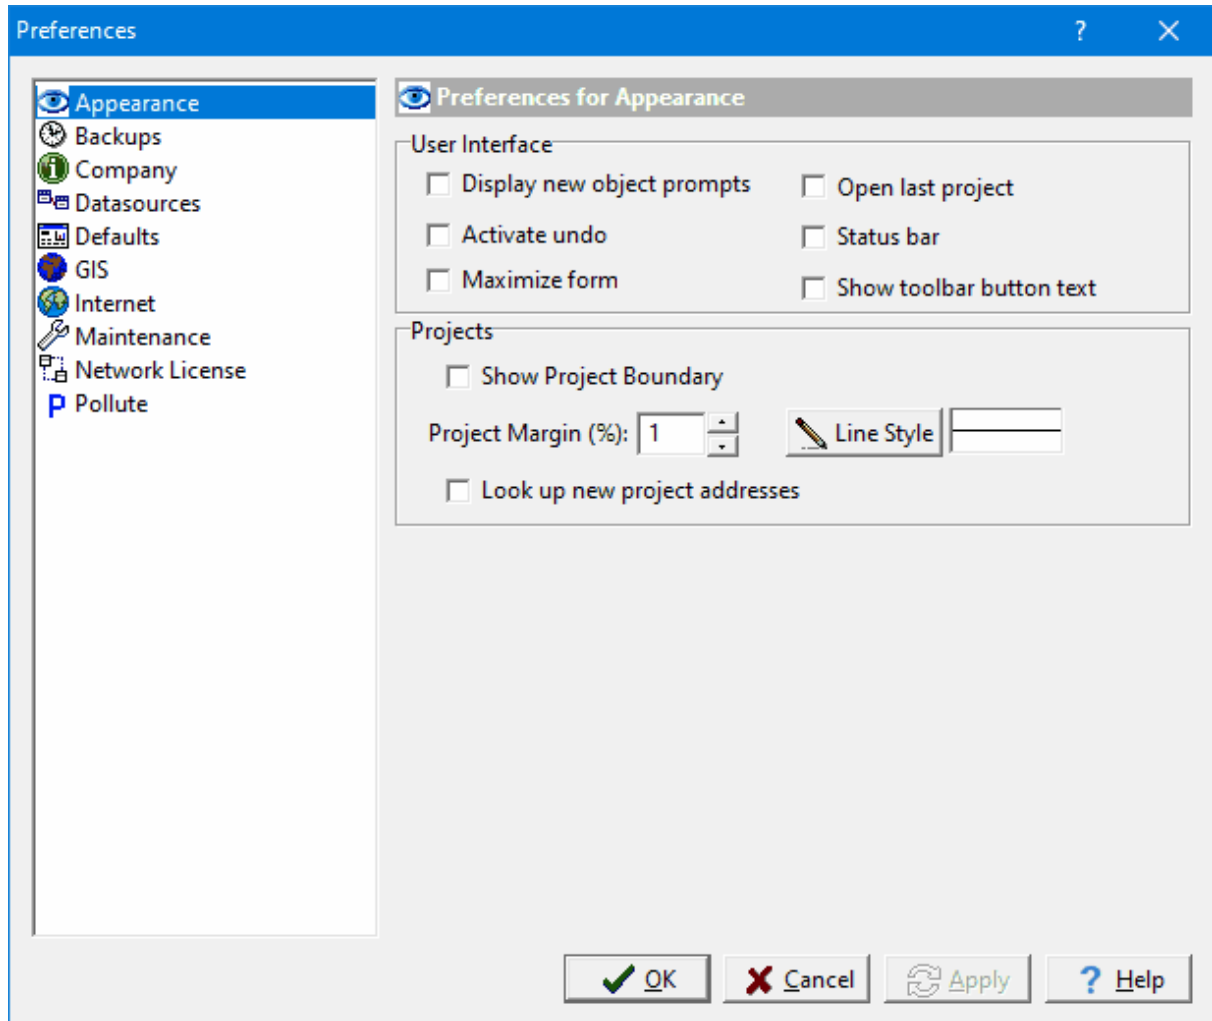 Preferences
Appearance
Backups
Company
Datasources
Defaults
GIS
Internet
Maintenance
Network License
P Pollute
Preferences for Appearance
User Interface
Display new object prompts
Open last project
Activate undo
Status bar
Maximize form
Show toolbar button text
Projects
Show Project Boundary
Project Margin (%): 1
Line Style
Look up new project addresses
OK
Cancel
Apply
? Help